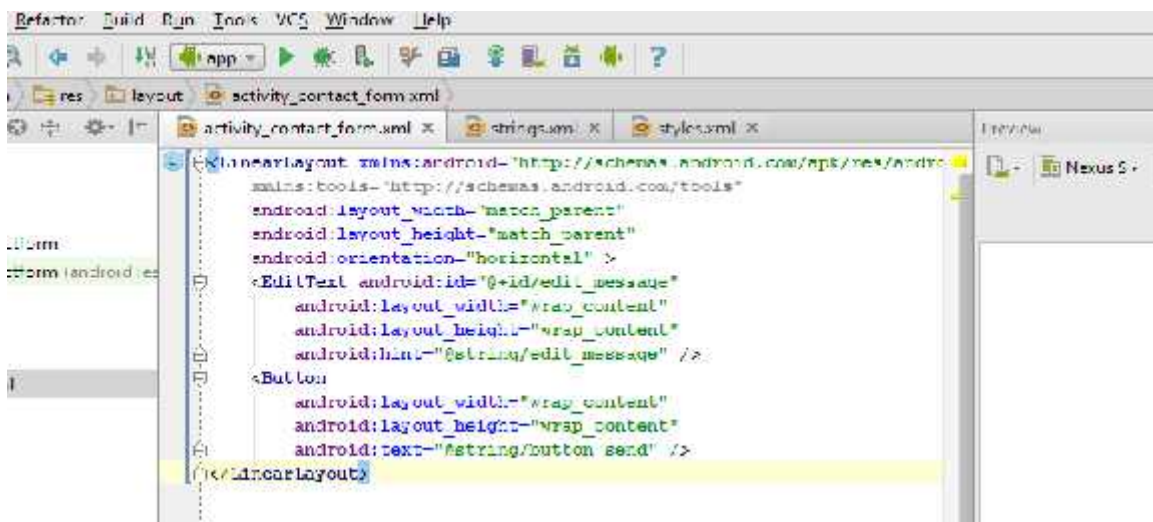 Refactor Build Run Tools VCS Window Help
app
?
res layout activity_contact_form.xml
activity_contact_form.xml × strings.xml × styles.xml × Preview
<LinearLayout xmlns:android="http://schemas.android.com/apk/res/andro
Nexus S
xmlns:tools="http://schemas.android.com/tools"
android:layout_width="match_parent"
android:layout_height="match_parent"
android:orientation="horizontal" >
<EditText android:id="@+id/edit_message"
android:layout_width="wrap_content"
android:layout_height="wrap_content"
android:hint="@string/edit_message" />
<Button
android:layout_width="wrap_content"
android:layout_height="wrap_content"
android:text="@string/button_send" />
</LinearLayout>